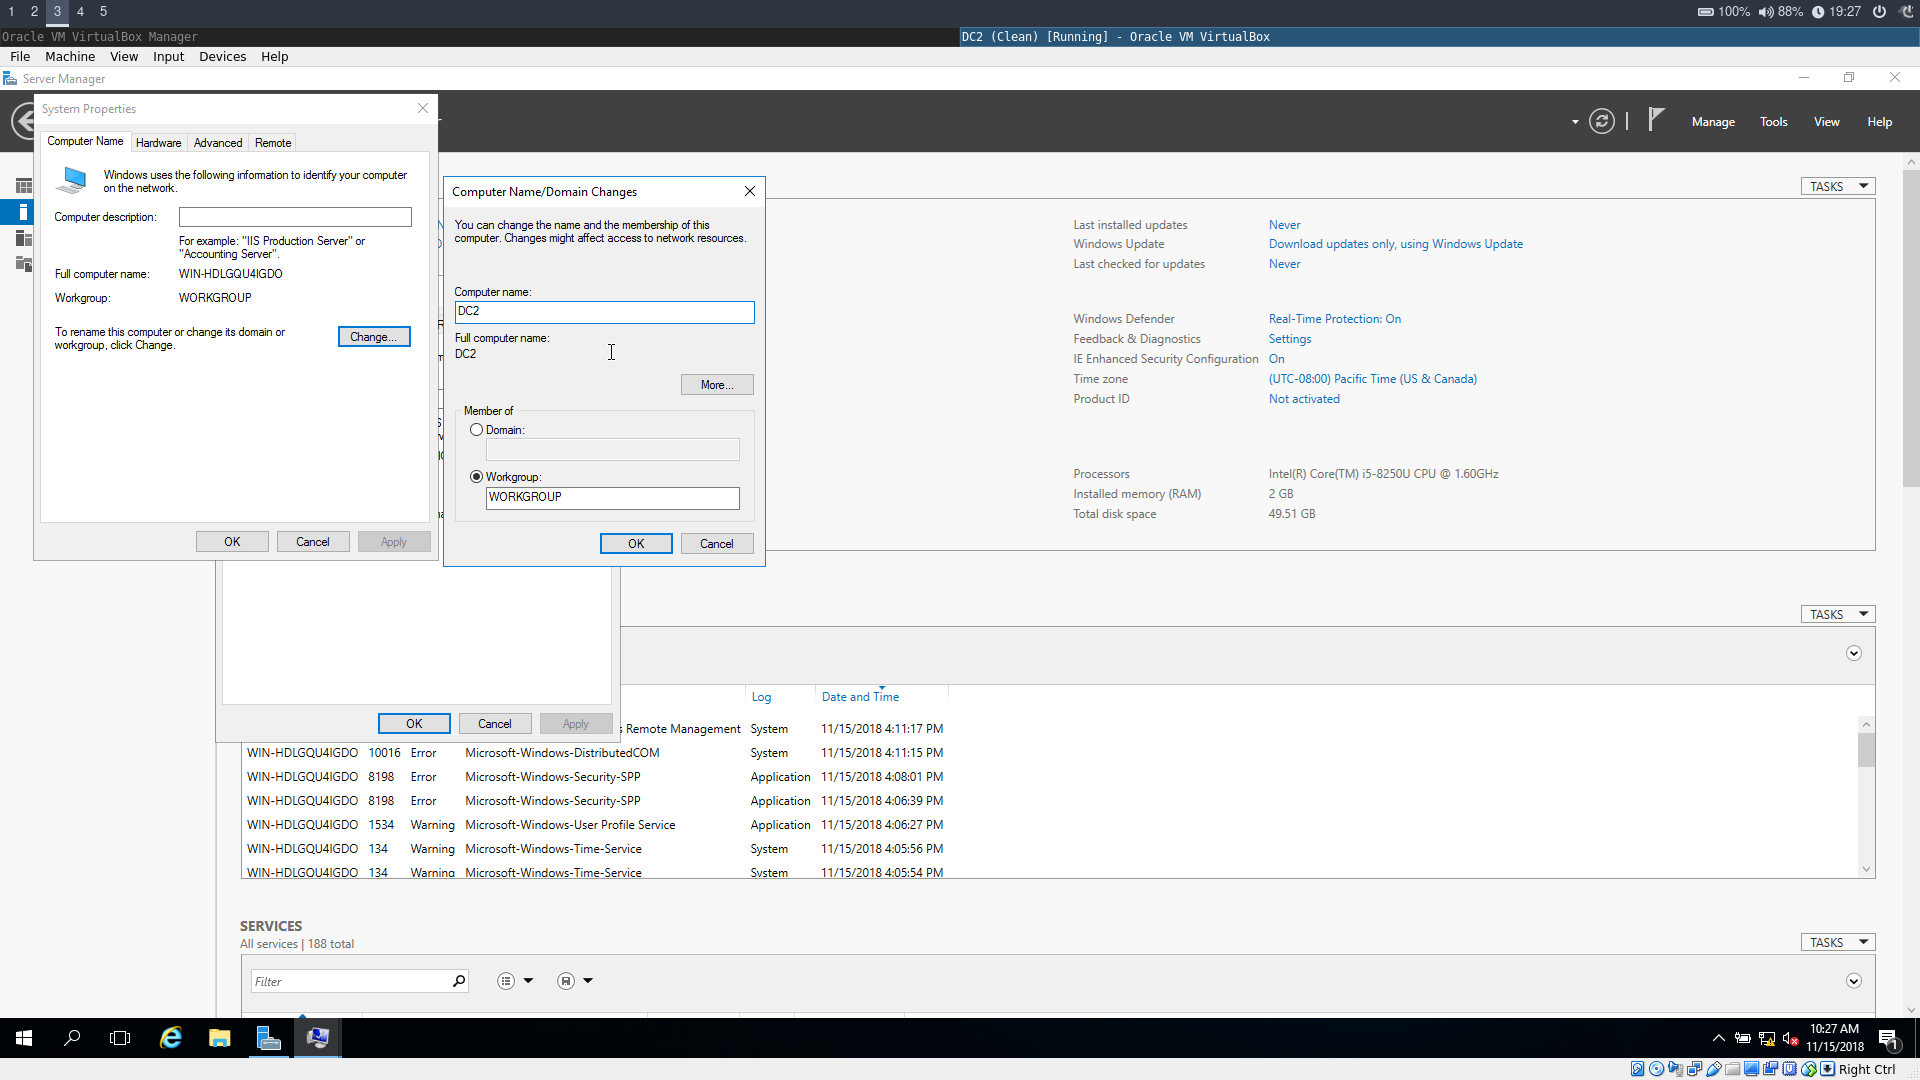 1 2 3 4 5
100% 88% 19:27
Oracle VM VirtualBox Manager
DC2 (Clean) [Running] - Oracle VM VirtualBox
File Machine View Input Devices Help
Server Manager
Manage Tools View Help
System Properties
Computer Name Hardware Advanced Remote
Windows uses the following information to identify your computer
on the network.
Computer description:
For example: "IIS Production Server" or
"Accounting Server".
Full computer name: WIN-HDLGQU4IGDO
Workgroup: WORKGROUP
To rename this computer or change its domain or
workgroup, click Change.
Change...
OK Cancel Apply
Computer Name/Domain Changes
You can change the name and the membership of this
computer. Changes might affect access to network resources.
Computer name:
DC2
Full computer name:
DC2
More...
Member of
Domain:
Workgroup:
WORKGROUP
OK Cancel
TASKS
Last installed updates Never
Windows Update Download updates only, using Windows Update
Last checked for updates Never
Windows Defender Real-Time Protection: On
Feedback & Diagnostics Settings
IE Enhanced Security Configuration On
Time zone (UTC-08:00) Pacific Time (US & Canada)
Product ID Not activated
Processors Intel(R) Core(TM) i5-8250U CPU @ 1.60GHz
Installed memory (RAM) 2 GB
Total disk space 49.51 GB
TASKS
OK Cancel Apply
Log Date and Time
Remote Management System 11/15/2018 4:11:17 PM
WIN-HDLGQU4IGDO 10016 Error Microsoft-Windows-DistributedCOM System 11/15/2018 4:11:15 PM
WIN-HDLGQU4IGDO 8198 Error Microsoft-Windows-Security-SPP Application 11/15/2018 4:08:01 PM
WIN-HDLGQU4IGDO 8198 Error Microsoft-Windows-Security-SPP Application 11/15/2018 4:06:39 PM
WIN-HDLGQU4IGDO 1534 Warning Microsoft-Windows-User Profile Service Application 11/15/2018 4:06:27 PM
WIN-HDLGQU4IGDO 134 Warning Microsoft-Windows-Time-Service System 11/15/2018 4:05:56 PM
WIN-HDLGQU4IGDO 134 Warning Microsoft-Windows-Time-Service System 11/15/2018 4:05:54 PM
SERVICES
All services | 188 total
TASKS
Filter
10:27 AM
11/15/2018
1
Right Ctrl